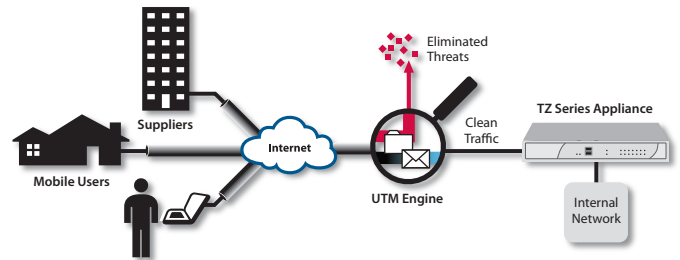 Eliminated
Threats
TZ Series Appliance
Suppliers
Clean
Traffic
Internet
Mobile Users
UTM Engine
Internal
Network